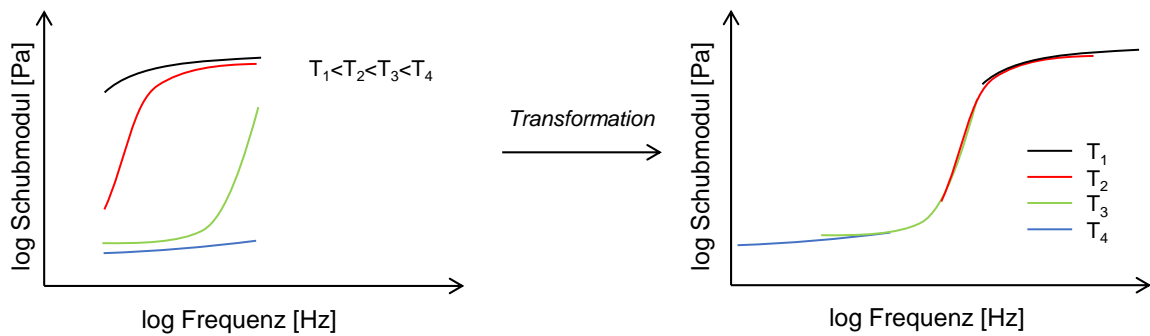 log Schubmodul [Pa]
T₁<T₂<T₃<T₄
log Frequenz [Hz]
Transformation
log Schubmodul [Pa]
T₁
T₂
T₃
T₄
log Frequenz [Hz]